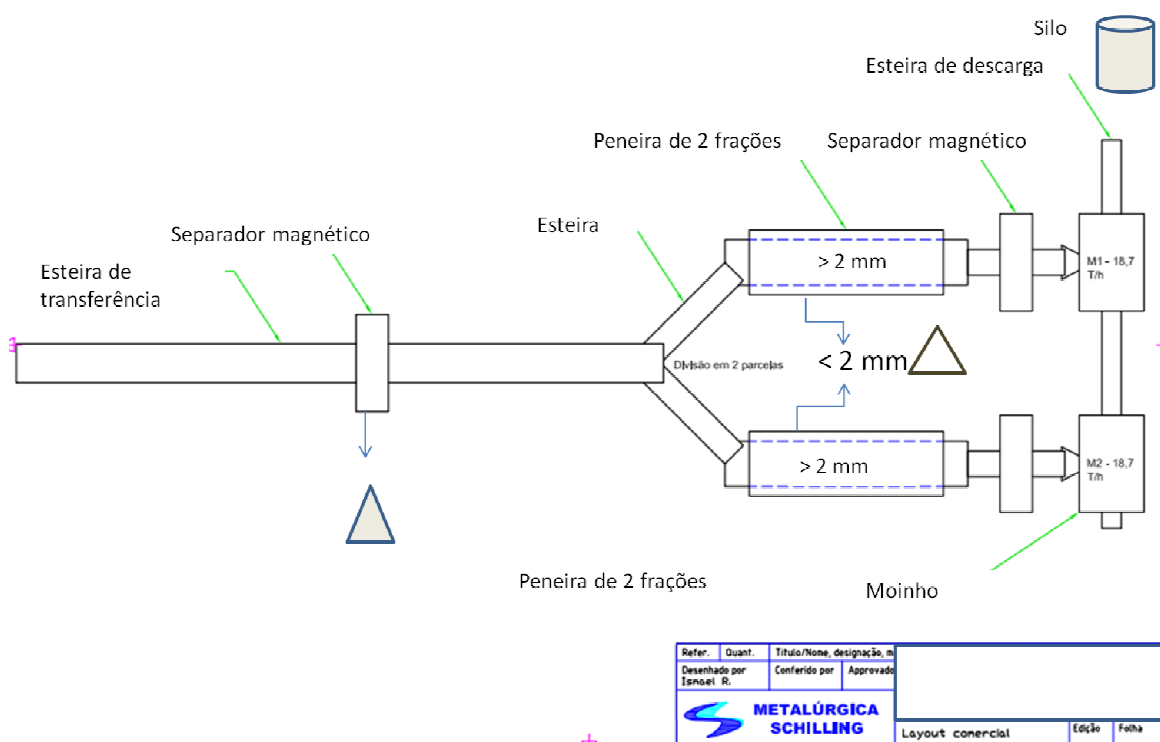 Silo
Esteira de descarga
Peneira de 2 frações
Separador magnético
Esteira
Separador magnético
Esteira de
transferência
> 2 mm
M1 - 18,7
T/h
Divisão em 2 parcelas
< 2 mm
> 2 mm
M2 - 18,7
T/h
Peneira de 2 frações
Moinho
Refer.
Quant.
Titulo/Nome, designação, m
Desenhado por
Ismael R.
Conferido por
Aprovado
METALÚRGICA
SCHILLING
Layout comercial
Edição
Folha